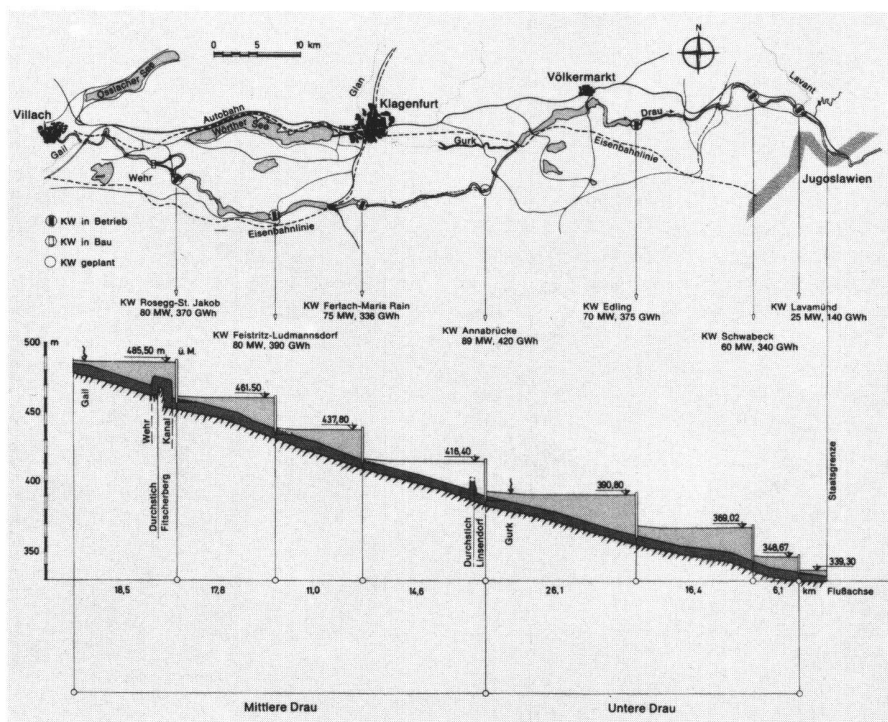 0 5 10 km
N
Ossiacher See
Villach
Gail
Autobahn
Wörther See
Glan
Klagenfurt
Völkermarkt
Gurk
Drau
Lavant
Eisenbahnlinie
Jugoslawien
Wehr
Eisenbahnlinie
KW in Betrieb
KW in Bau
KW geplant
KW Rosegg-St. Jakob
80 MW, 370 GWh
KW Feistritz-Ludmannsdorf
80 MW, 390 GWh
KW Ferlach-Maria Rain
75 MW, 336 GWh
KW Annabrücke
89 MW, 420 GWh
KW Edling
70 MW, 375 GWh
KW Schwabeck
60 MW, 340 GWh
KW Lavamünd
25 MW, 140 GWh
500 m
450
400
350
485,50 m ü. M.
461.50
437,80
416,40
390,80
369,02
348,67
339,30
Gail
Wehr
Kanal
Durchstich
Fitscherberg
Durchstich
Linsendorf
Gurk
Staatsgrenze
18,5 17,8 11,0 14,6 26,1 16,4 6,1 km Flußachse
Mittlere Drau Untere Drau